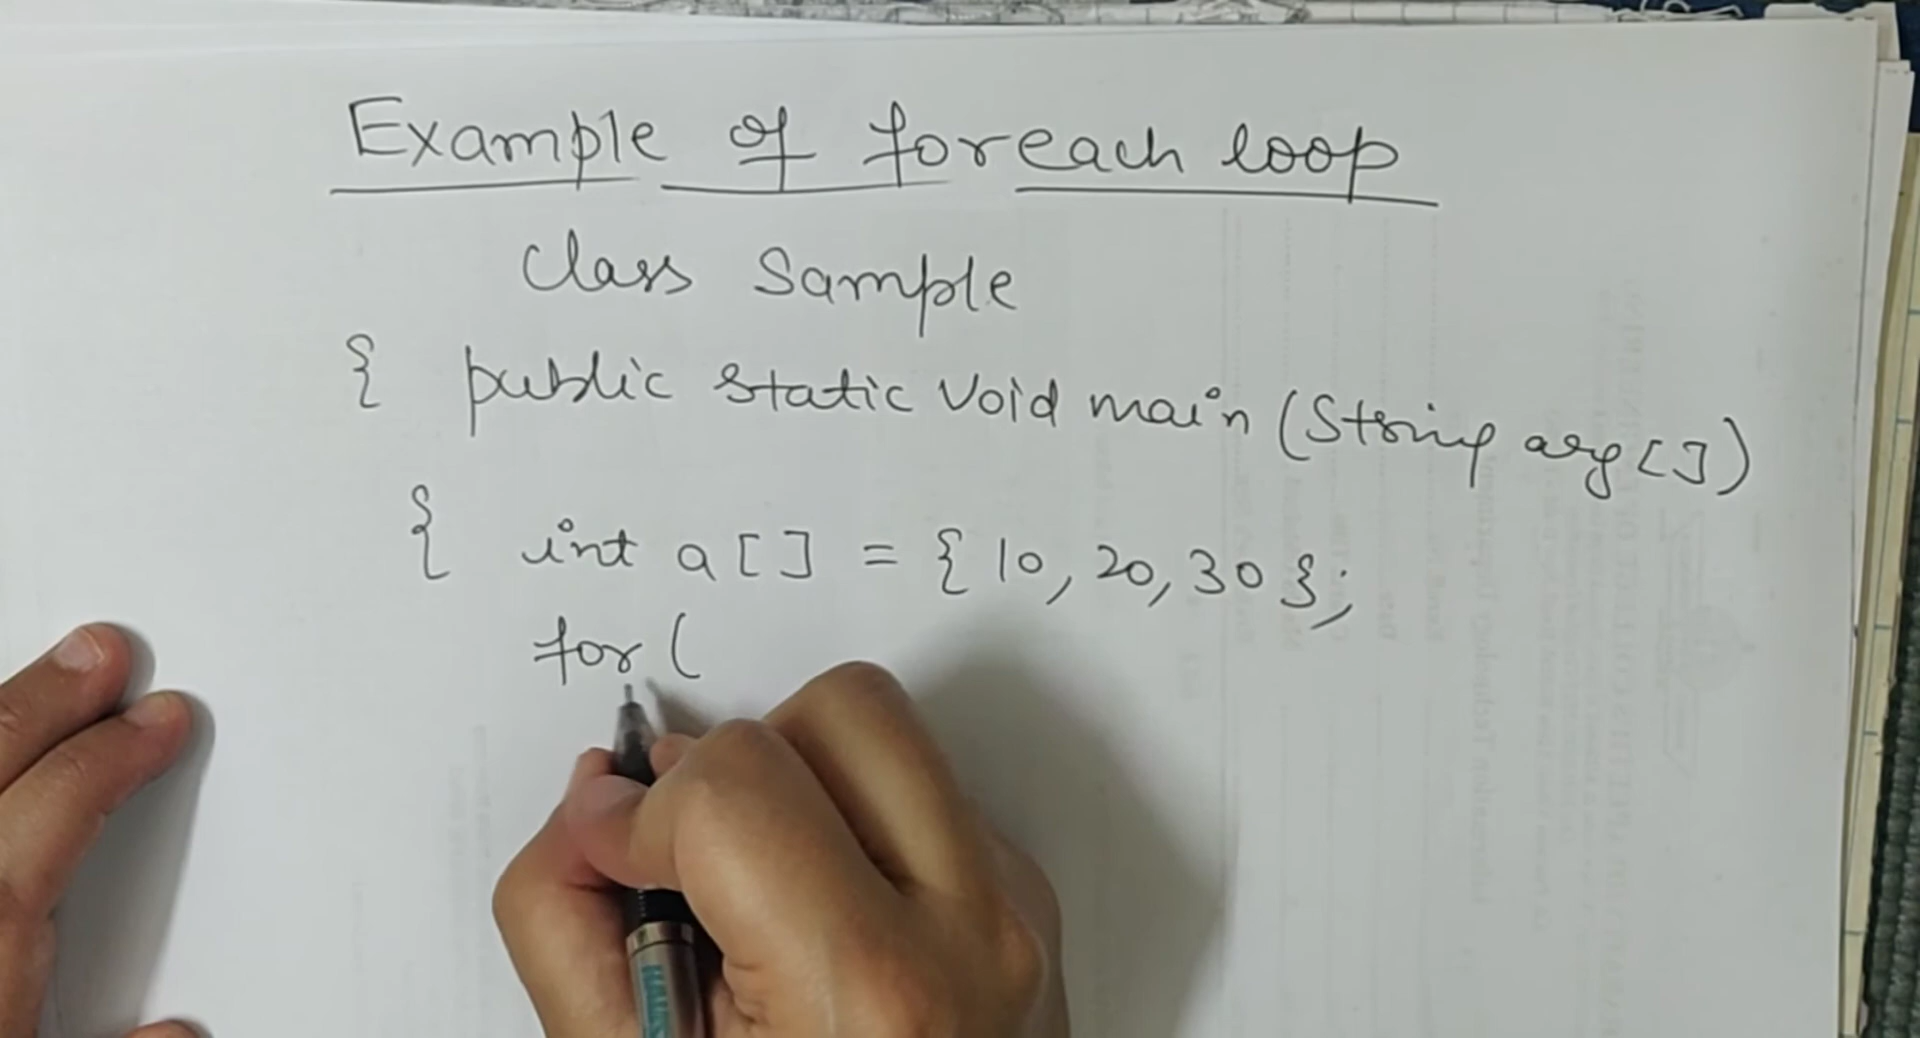 Example of foreach loop
class Sample
{ public static void main (String arg[])
{ int a[] = {10, 20, 30};
for (